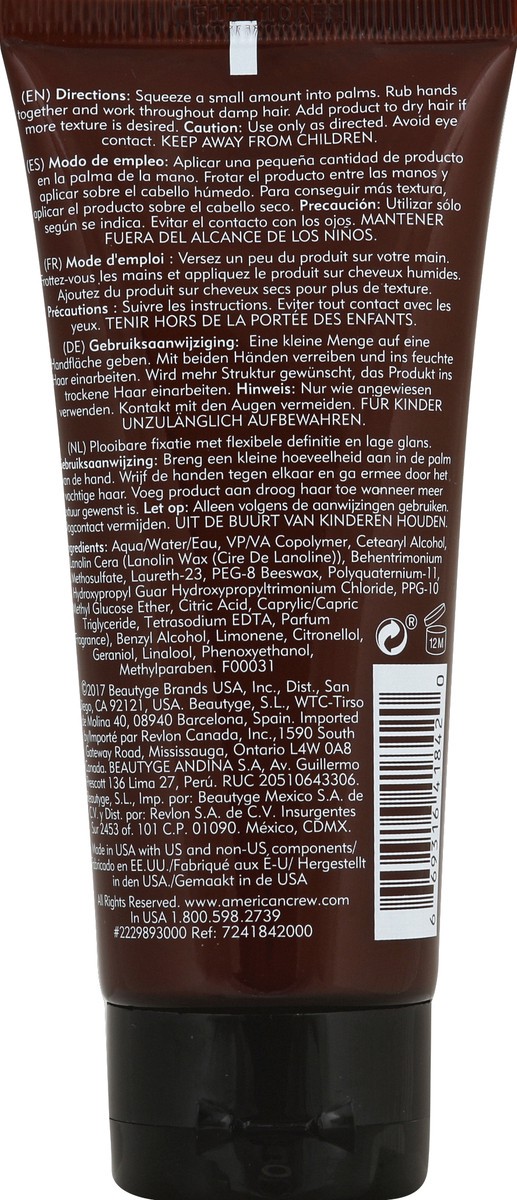 (EN) Directions: Squeeze a small amount into palms. Rub hands
together and work throughout damp hair. Add product to dry hair if
more texture is desired. Caution: Use only as directed. Avoid eye
contact. KEEP AWAY FROM CHILDREN.
(ES) Modo de empleo: Aplicar una pequeña cantidad de producto
en la palma de la mano. Frotar el producto entre las manos y
aplicar sobre el cabello húmedo. Para conseguir más textura,
aplicar el producto sobre el cabello seco. Precaución: Utilizar sólo
según se indica. Evitar el contacto con los ojos. MANTENER
FUERA DEL ALCANCE DE LOS NIÑOS.
(FR) Mode d'emploi : Versez un peu du produit sur votre main.
Frottez-vous les mains et appliquez le produit sur cheveux humides.
Ajoutez du produit sur cheveux secs pour plus de texture.
Précautions : Suivre les instructions. Eviter tout contact avec les
yeux. TENIR HORS DE LA PORTÉE DES ENFANTS.
(DE) Gebruiksaanwijziging: Eine kleine Menge auf eine
Handfläche geben. Mit beiden Händen verreiben und ins feuchte
Haar einarbeiten. Wird mehr Struktur gewünscht, das Produkt ins
trockene Haar einarbeiten. Hinweis: Nur wie angewiesen
verwenden. Kontakt mit den Augen vermeiden. FÜR KINDER
UNZULÄNGLICH AUFBEWAHREN.
(NL) Plooibare fixatie met flexibele definitie en lage glans.
ebruiksaanwijzing: Breng een kleine hoeveelheid aan in de palm
an de hand. Wrijf de handen tegen elkaar en ga ermee door het
ochtige haar. Voeg product aan droog haar toe wanneer meer
tuur gewenst is. Let op: Alleen volgens de aanwijzingen gebruiken.
ogcontact vermijden. UIT DE BUURT VAN KINDEREN HOUDEN.
ngredients: Aqua/Water/Eau, VP/VA Copolymer, Cetearyl Alcohol,
Lanolin Cera (Lanolin Wax (Cire De Lanoline)), Behentrimonium
Methosulfate, Laureth-23, PEG-8 Beeswax, Polyquaternium-11,
Hydroxypropyl Guar Hydroxypropyltrimonium Chloride, PPG-10
Methyl Glucose Ether, Citric Acid, Caprylic/Capric
Triglyceride, Tetrasodium EDTA, Parfum
(Fragrance), Benzyl Alcohol, Limonene, Citronellol,
Geraniol, Linalool, Phenoxyethanol,
Methylparaben. F00031
®
12M
©2017 Beautyge Brands USA, Inc., Dist., San
Diego, CA 92121, USA. Beautyge, S.L., WTC-Tirso
de Molina 40, 08940 Barcelona, Spain. Imported
by/Importé par Revlon Canada, Inc.,1590 South
Gateway Road, Mississauga, Ontario L4W 0A8
Canada. BEAUTYGE ANDINA S.A, Av. Guillermo
Prescott 136 Lima 27, Perú. RUC 20510643306.
Beautyge, S.L., Imp. por: Beautyge Mexico S.A. de
C.V y Dist. por: Revlon S.A. de C.V. Insurgentes
Sur 2453 of. 101 C.P. 01090. México, CDMX.
Made in USA with US and non-US components/
Fabricado en EE.UU./Fabriqué aux É-U/ Hergestellt
in den USA./Gemaakt in de USA
All Rights Reserved. www.americancrew.com
In USA 1.800.598.2739
#2229893000 Ref: 7241842000
6 69316 41842 0